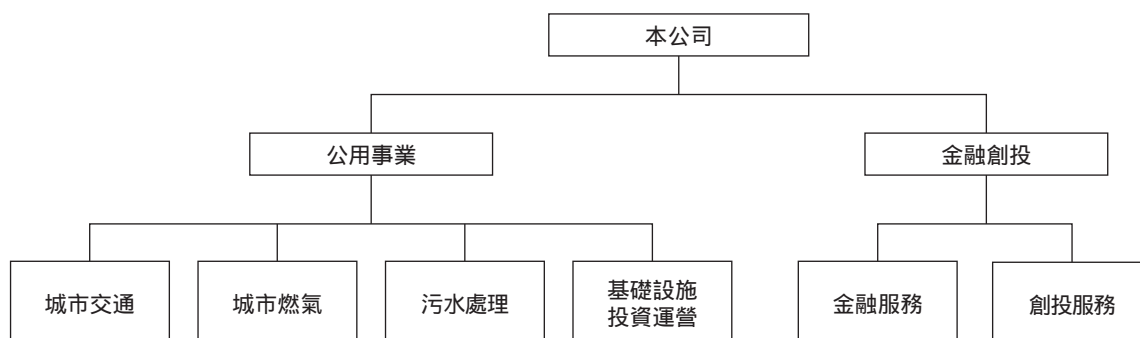 本公司
公用事業
金融創投
城市交通
城市燃氣
污水處理
基礎設施
投資運營
金融服務
創投服務